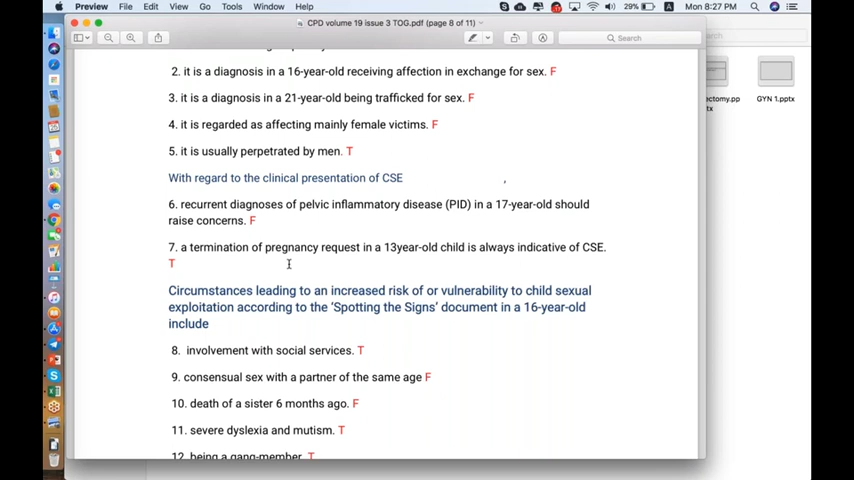 Preview File Edit View Go Tools Window Help 29% A Mon 8:27 PM
CPD volume 19 issue 3 TOG.pdf (page 8 of 11)
Search
2. it is a diagnosis in a 16-year-old receiving affection in exchange for sex. F
3. it is a diagnosis in a 21-year-old being trafficked for sex. F
4. it is regarded as affecting mainly female victims. F
5. it is usually perpetrated by men. T
With regard to the clinical presentation of CSE ,
6. recurrent diagnoses of pelvic inflammatory disease (PID) in a 17-year-old should
raise concerns. F
7. a termination of pregnancy request in a 13year-old child is always indicative of CSE.
T
Circumstances leading to an increased risk of or vulnerability to child sexual
exploitation according to the 'Spotting the Signs' document in a 16-year-old
include
8. involvement with social services. T
9. consensual sex with a partner of the same age F
10. death of a sister 6 months ago. F
11. severe dyslexia and mutism. T
12. being a gang-member. T
ectomy.pp
tx
GYN 1.pptx